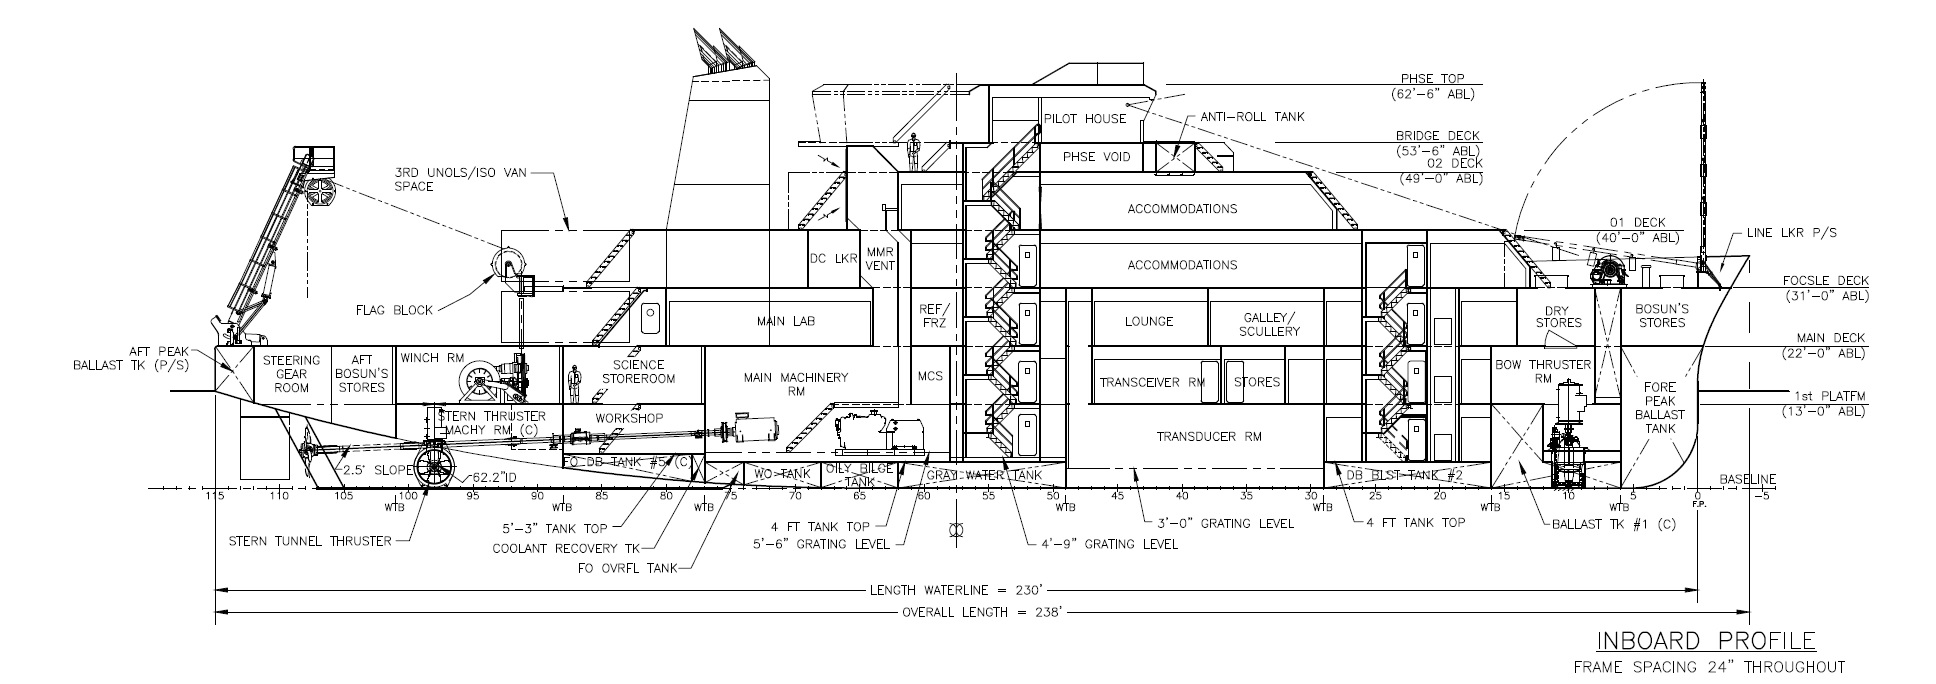 PHSE TOP
(62'-6" ABL)
PILOT HOUSE
ANTI-ROLL TANK
BRIDGE DECK
(53'-6" ABL)
02 DECK
(49'-0" ABL)
PHSE VOID
3RD UNOLS/ISO VAN
SPACE
ACCOMMODATIONS
01 DECK
(40'-0" ABL)
LINE LKR P/S
DC LKR
MMR
VENT
ACCOMMODATIONS
FOCSLE DECK
(31'-0" ABL)
FLAG BLOCK
MAIN LAB
REF/
FRZ
LOUNGE
GALLEY/
SCULLERY
DRY
STORES
BOSUN'S
STORES
MAIN DECK
(22'-0" ABL)
AFT PEAK
BALLAST TK (P/S)
STEERING
GEAR
ROOM
AFT
BOSUN'S
STORES
WINCH RM
SCIENCE
STOREROOM
MAIN MACHINERY
RM
MCS
TRANSCEIVER RM
STORES
BOW THRUSTER
RM
FORE
PEAK
BALLAST
TANK
1st PLATFM
(13'-0" ABL)
STERN THRUSTER
MACHY RM (C)
WORKSHOP
TRANSDUCER RM
2.5° SLOPE
62.2"ID
FO DB TANK #5 (C)
WO TANK
OILY BILGE
TANK
GRAY WATER TANK
DB BLST TANK #2
BASELINE
115 110 105 100 95 90 85 80 75 70 65 60 55 50 45 40 35 30 25 20 15 10 5 0 -5
WTB WTB WTB WTB WTB WTB WTB F.P.
STERN TUNNEL THRUSTER
5'-3" TANK TOP
COOLANT RECOVERY TK
FO OVRFL TANK
4 FT TANK TOP
5'-6" GRATING LEVEL
4'-9" GRATING LEVEL
3'-0" GRATING LEVEL
4 FT TANK TOP
BALLAST TK #1 (C)
LENGTH WATERLINE = 230'
OVERALL LENGTH = 238'
INBOARD PROFILE
FRAME SPACING 24" THROUGHOUT